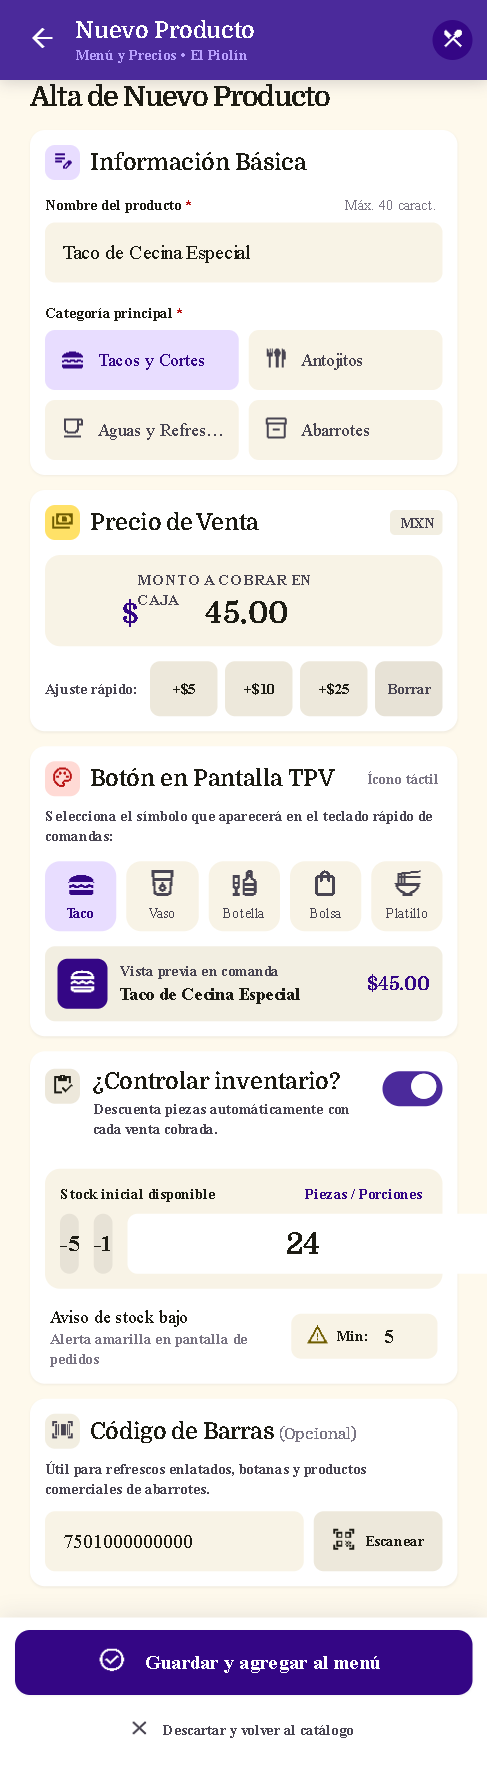 Nuevo Producto
Menú y Precios • El Piolín
Alta de Nuevo Producto
Información Básica
Nombre del producto *
Máx. 40 caract.
Taco de Cecina Especial
Categoría principal *
Tacos y Cortes
Antojitos
Aguas y Refres...
Abarrotes
Precio de Venta
MXN
MONTO A COBRAR EN
CAJA
$ 45.00
Ajuste rápido:
+$5
+$10
+$25
Borrar
Botón en Pantalla TPV
Ícono táctil
Selecciona el símbolo que aparecerá en el teclado rápido de
comandas:
Taco
Vaso
Botella
Bolsa
Platillo
Vista previa en comanda
Taco de Cecina Especial
$45.00
¿Controlar inventario?
Descuenta piezas automáticamente con
cada venta cobrada.
Stock inicial disponible
Piezas / Porciones
-5
-1
24
Aviso de stock bajo
Alerta amarilla en pantalla de
pedidos
Min: 5
Código de Barras (Opcional)
Útil para refrescos enlatados, botanas y productos
comerciales de abarrotes.
7501000000000
Escanear
Guardar y agregar al menú
Descartar y volver al catálogo